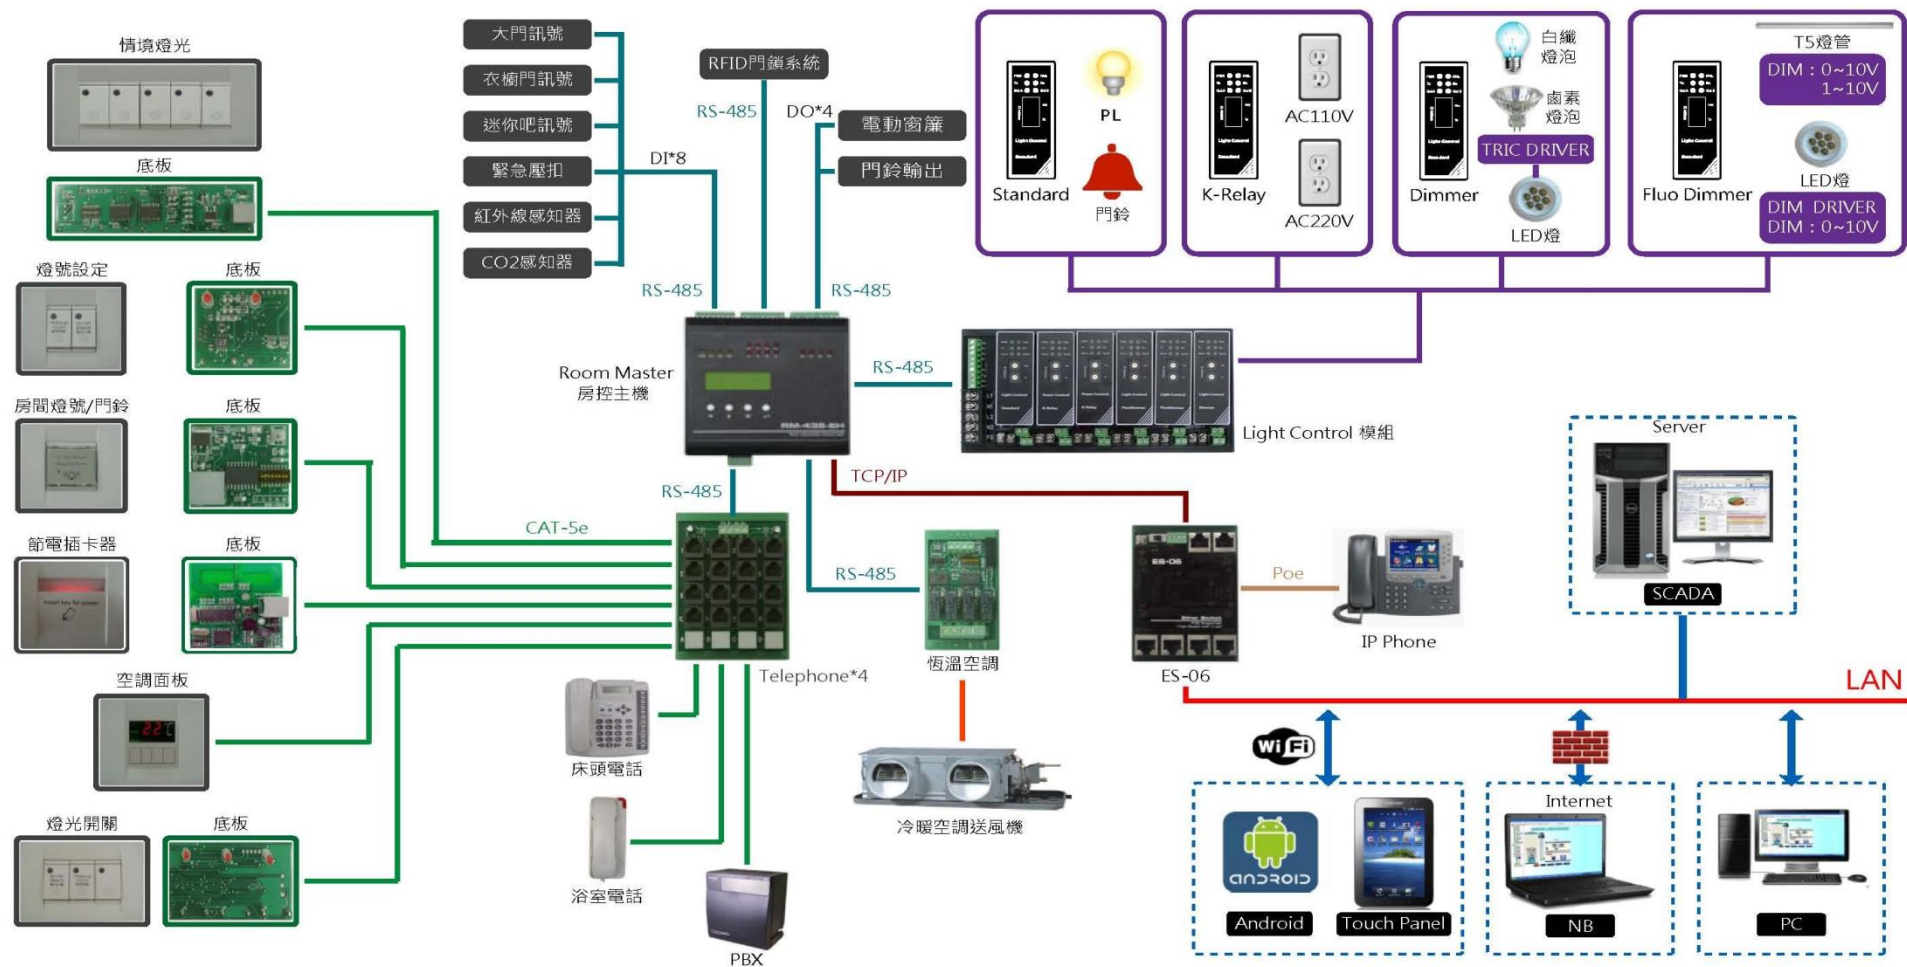 情境燈光
底板
燈號設定
底板
房間燈號/門鈴
底板
節電插卡器
底板
Insert key for power
空調面板
22℃
燈光開關
底板
大門訊號
衣櫥門訊號
迷你吧訊號
緊急壓扣
紅外線感知器
CO2感知器
DI*8
RS-485
RFID門鎖系統
RS-485
DO*4
電動窗簾
門鈴輸出
RS-485
Room Master
房控主機
RS-485
Light Control 模組
Standard
PL
門鈴
K-Relay
AC110V
AC220V
Dimmer
白纖
燈泡
鹵素
燈泡
TRIC DRIVER
LED燈
Fluo Dimmer
T5燈管
DIM：0~10V
1~10V
LED燈
DIM DRIVER
DIM：0~10V
RS-485
CAT-5e
Telephone*4
床頭電話
浴室電話
PBX
RS-485
恆溫空調
冷暖空調送風機
TCP/IP
ES-06
ES-06
Poe
IP Phone
Server
SCADA
LAN
WiFi
ANDROID
Android
Touch Panel
Internet
NB
PC